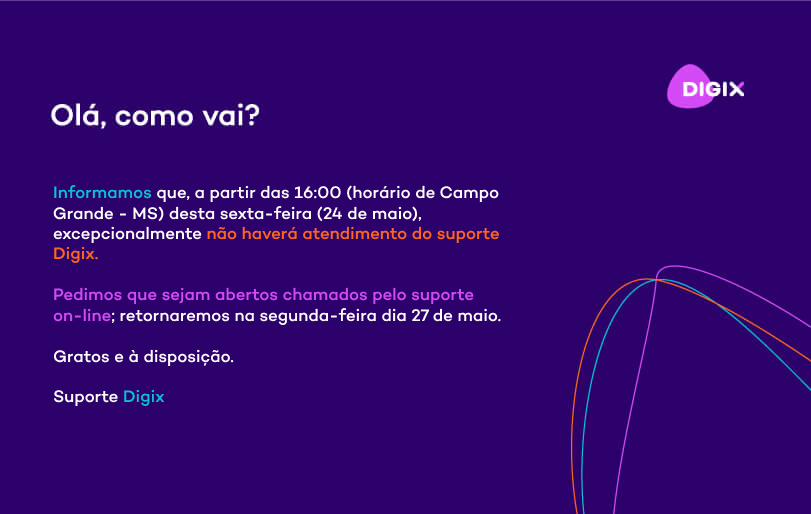 DIGIX
Olá, como vai?
Informamos que, a partir das 16:00 (horário de Campo
Grande - MS) desta sexta-feira (24 de maio),
excepcionalmente não haverá atendimento do suporte
Digix.
Pedimos que sejam abertos chamados pelo suporte
on-line; retornaremos na segunda-feira dia 27 de maio.
Gratos e à disposição.
Suporte Digix